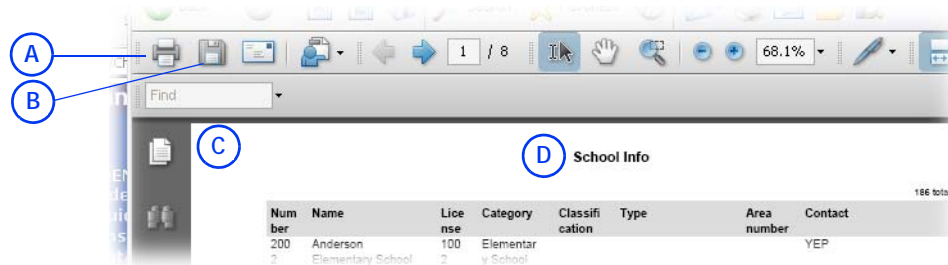 A
1 / 8
68.1%
B
Find
C
D School Info
186 tota
Num Name Lice Category Classifi Type Area Contact
ber nse cation number
200 Anderson 100 Elementar YEP
2 Elementary School 2 y School